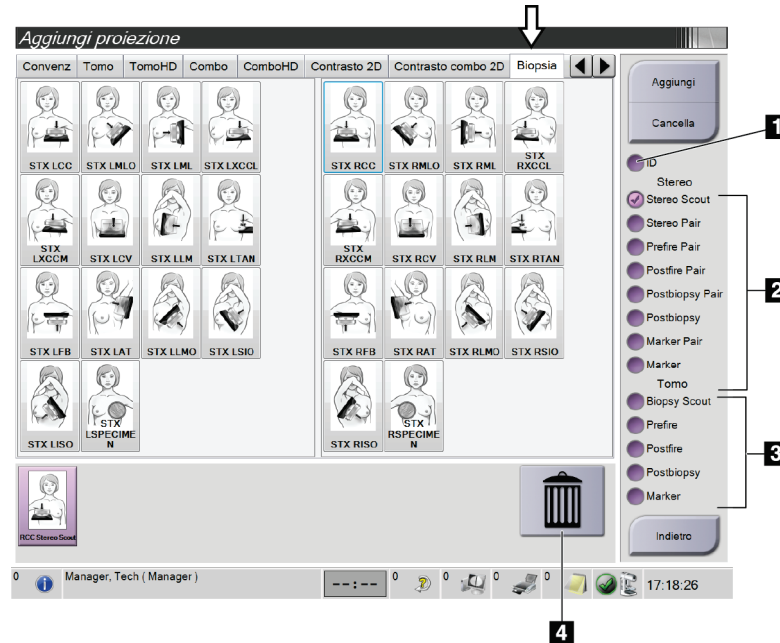 Aggiungi proiezione
Convenz Tomo TomoHD Combo ComboHD Contrasto 2D Contrasto combo 2D Biopsia
STX LCC
STX LMLO
STX LML
STX LXCCL
STX RCC
STX RMLO
STX RML
STX
RXCCL
STX
LXCCM
STX LCV
STX LLM
STX LTAN
STX
RXCCM
STX RCV
STX RLM
STX RTAN
STX LFB
STX LAT
STX LLMO
STX LSIO
STX RFB
STX RAT
STX RLMO
STX RSIO
STX LISO
STX
LSPECIME
N
STX RISO
STX
RSPECIME
N
RCC Stereo Scout
Aggiungi
Cancella
ID
Stereo
Stereo Scout
Stereo Pair
Prefire Pair
Postfire Pair
Postbiopsy Pair
Postbiopsy
Marker Pair
Marker
Tomo
Biopsy Scout
Prefire
Postfire
Postbiopsy
Marker
Indietro
1
2
3
0 Manager, Tech ( Manager ) --:-- 0 0 0 0 17:18:26
4